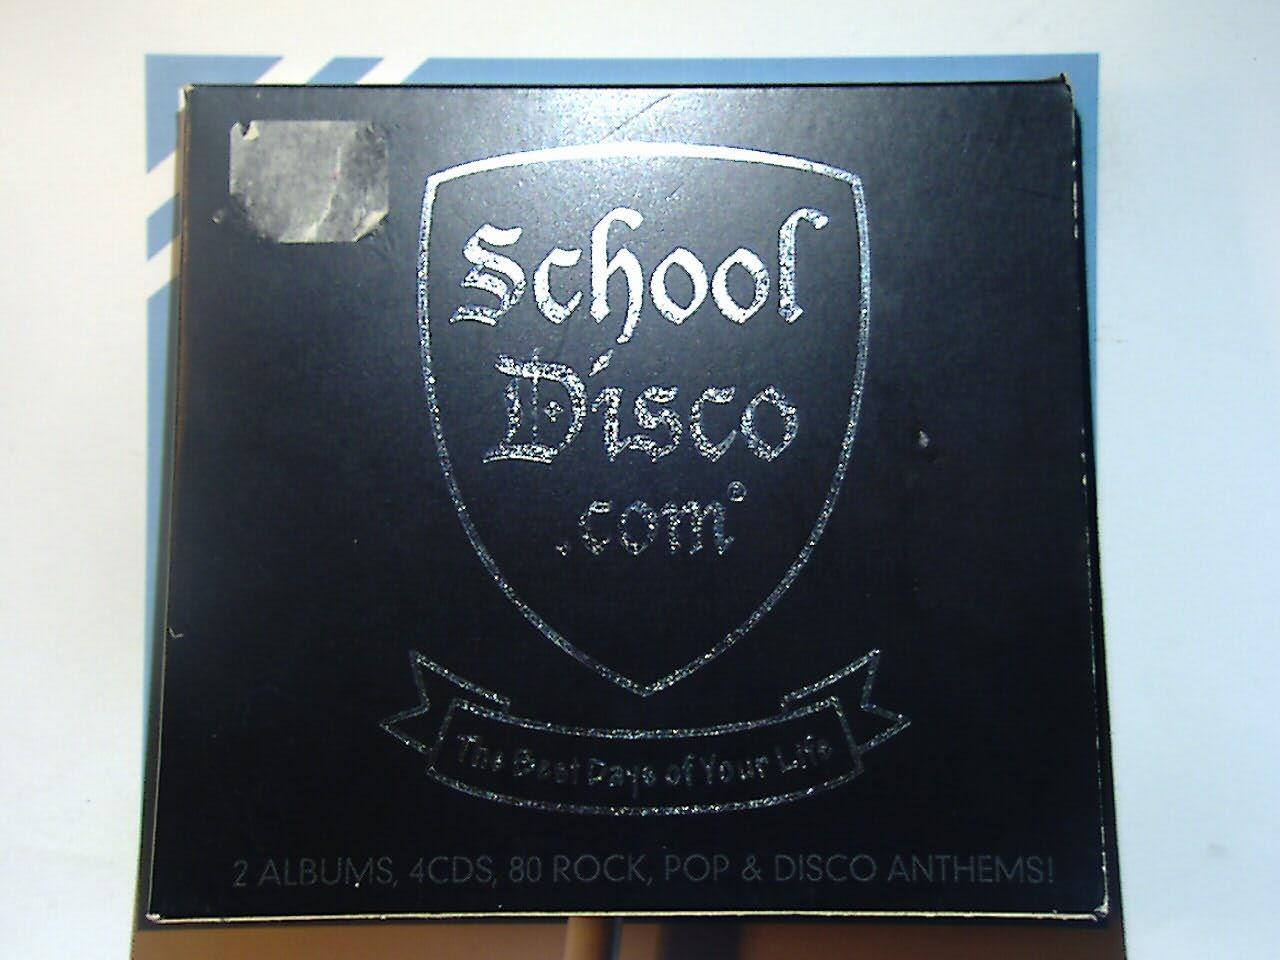 School
Disco
.com®
The Best Days of Your Life
2 ALBUMS, 4CDS, 80 ROCK, POP & DISCO ANTHEMS!